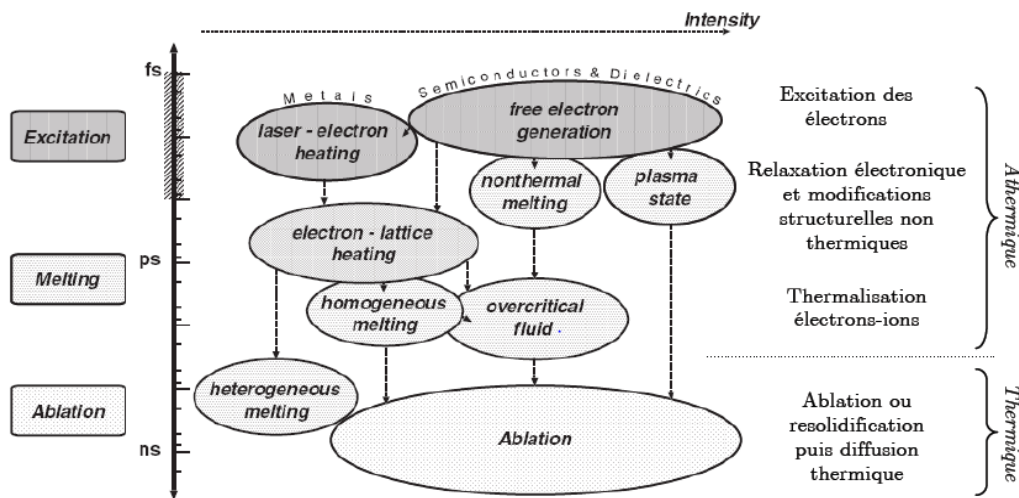 Intensity
fs
ps
ns
Excitation
Melting
Ablation
Metals
Semiconductors & Dielectrics
laser - electron
heating
free electron
generation
nonthermal
melting
plasma
state
electron - lattice
heating
homogeneous
melting
overcritical
fluid
heterogeneous
melting
Ablation
Excitation des
électrons
Relaxation électronique
et modifications
structurelles non
thermiques
Thermalisation
électrons-ions
Athermique
Ablation ou
resolidification
puis diffusion
thermique
Thermique